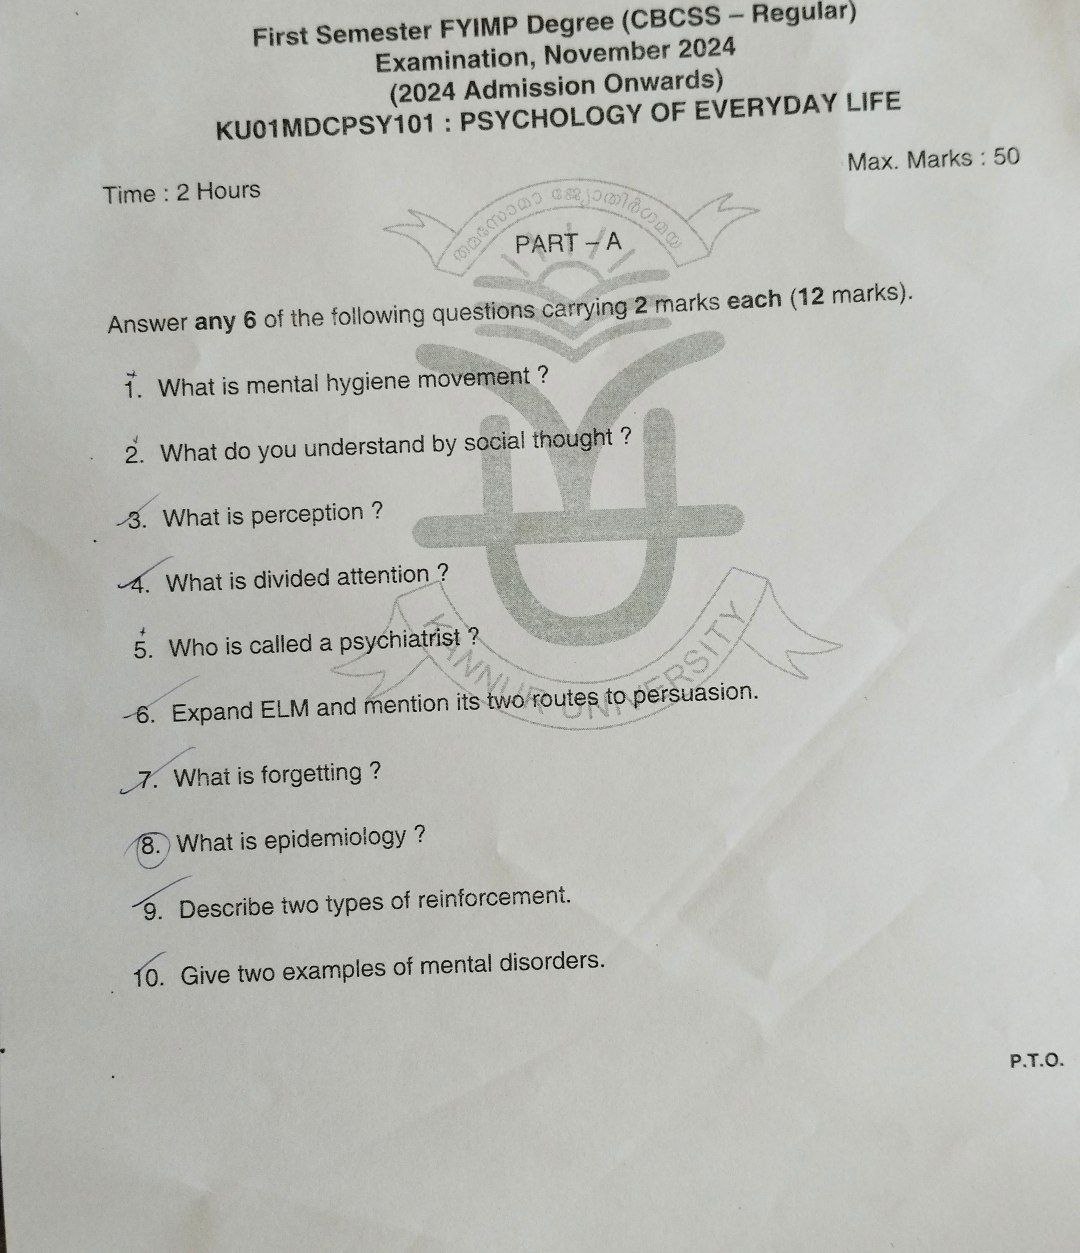 First Semester FYIMP Degree (CBCSS – Regular)
Examination, November 2024
(2024 Admission Onwards)
KU01MDCPSY101 : PSYCHOLOGY OF EVERYDAY LIFE
Time : 2 Hours
Max. Marks : 50
തമസോമാ ജ്യോതിർഗമയ
PART – A
Answer any 6 of the following questions carrying 2 marks each (12 marks).
1. What is mental hygiene movement ?
2. What do you understand by social thought ?
3. What is perception ?
4. What is divided attention ?
5. Who is called a psychiatrist ?
6. Expand ELM and mention its two routes to persuasion.
KANNUR UNIVERSITY
7. What is forgetting ?
8. What is epidemiology ?
9. Describe two types of reinforcement.
10. Give two examples of mental disorders.
P.T.O.